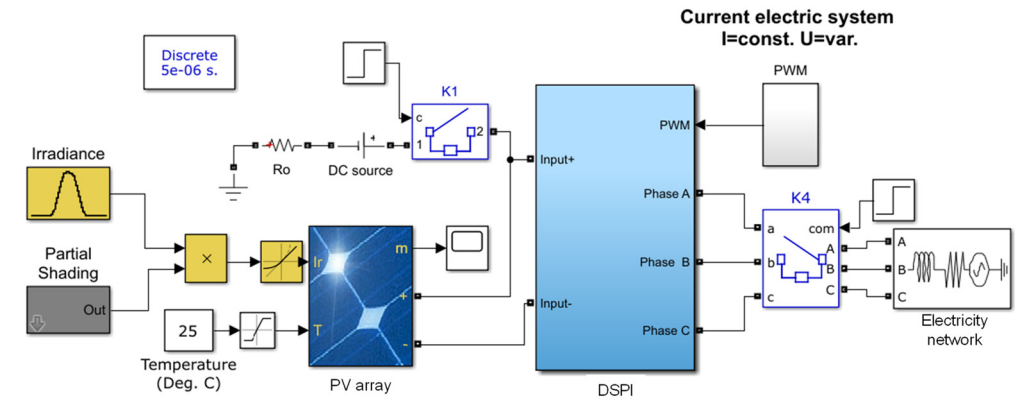 Current electric system
I=const. U=var.
Discrete
5e-06 s.
PWM
K1
c
1
2
Ro
DC source
Irradiance
Partial
Shading
Out
×
25
Temperature
(Deg. C)
Ir
T
m
+
-
PV array
Input+
Input-
PWM
Phase A
Phase B
Phase C
DSPI
K4
a
b
c
com
A
B
C
A
B
C
Electricity
network